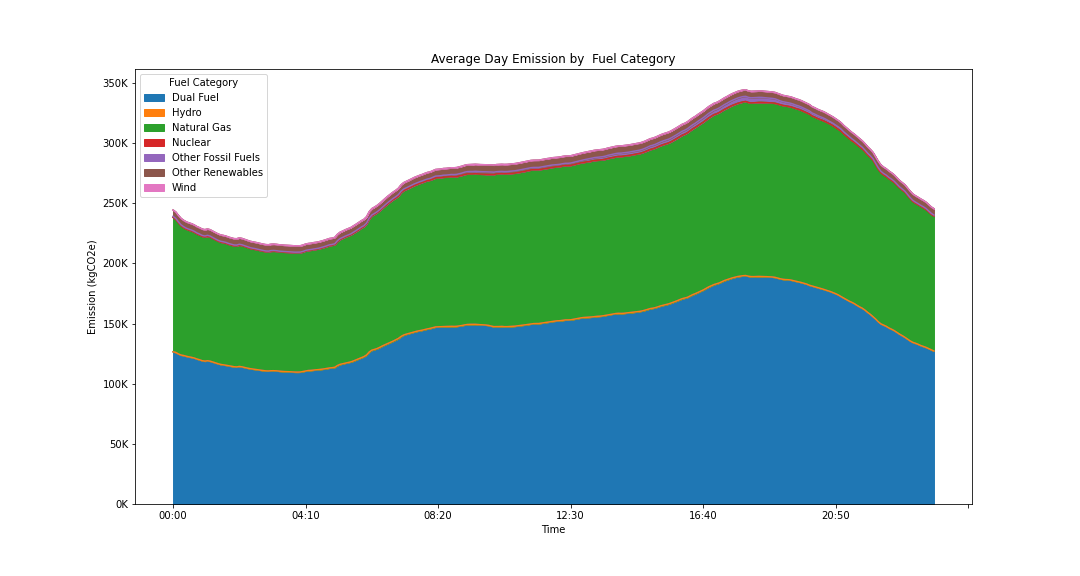 Average Day Emission by  Fuel Category
Fuel Category
Dual Fuel
Hydro
Natural Gas
Nuclear
Other Fossil Fuels
Other Renewables
Wind
350K
300K
250K
200K
150K
100K
50K
0K
Emission (kgCO2e)
00:00 04:10 08:20 12:30 16:40 20:50
Time